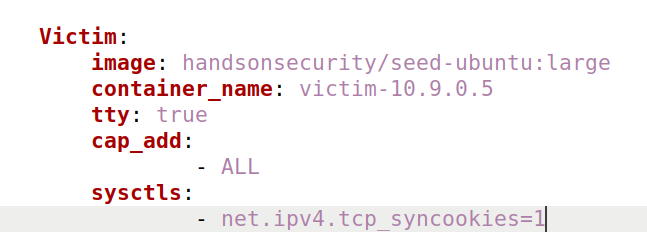 Victim:
image: handsonsecurity/seed-ubuntu:large
container_name: victim-10.9.0.5
tty: true
cap_add:
- ALL
sysctls:
- net.ipv4.tcp_syncookies=1